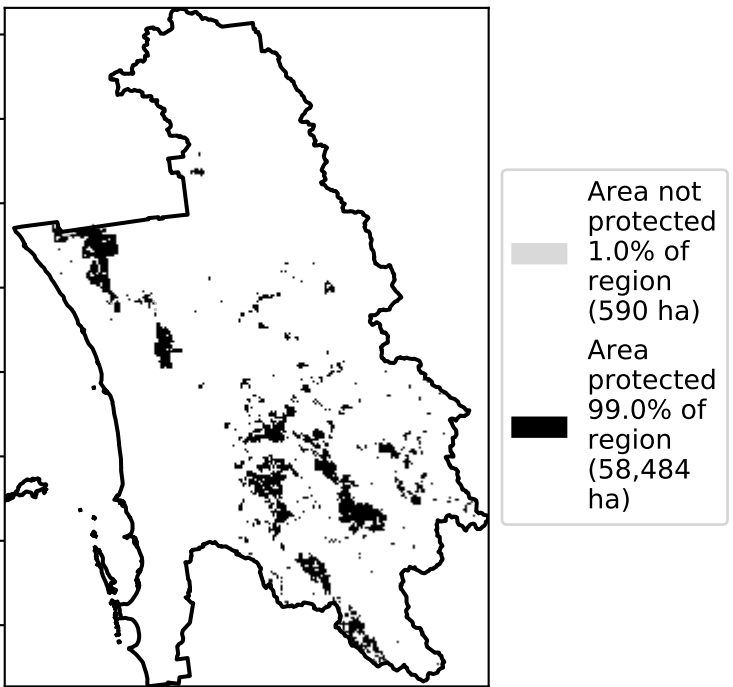 Area not
protected
1.0% of
region
(590 ha)
Area
protected
99.0% of
region
(58,484
ha)